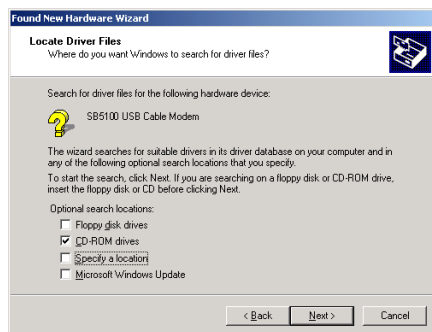 Found New Hardware Wizard
Locate Driver Files
Where do you want Windows to search for driver files?
Search for driver files for the following hardware device:
SB5100 USB Cable Modem
The wizard searches for suitable drivers in its driver database on your computer and in
any of the following optional search locations that you specify.
To start the search, click Next. If you are searching on a floppy disk or CD-ROM drive,
insert the floppy disk or CD before clicking Next.
Optional search locations:
Floppy disk drives
CD-ROM drives
Specify a location
Microsoft Windows Update
< Back
Next >
Cancel